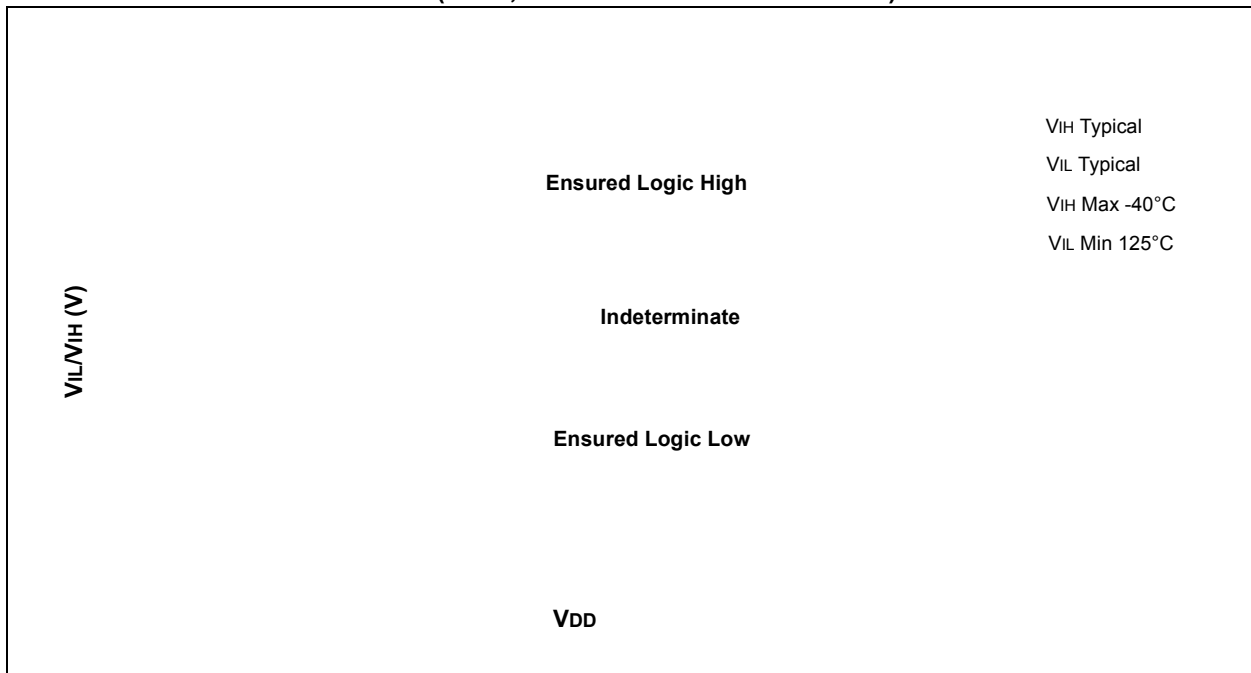 VIH Typical
VIL Typical
Ensured Logic High
VIH Max -40°C
VIL Min 125°C
VIL/VIH (V)
Indeterminate
Ensured Logic Low
VDD